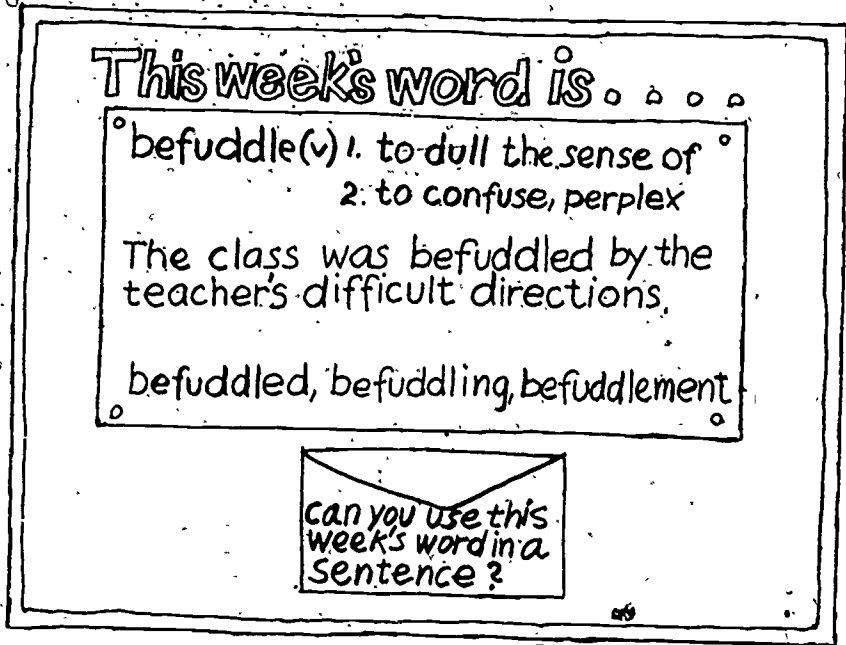 This week's word is....
befuddle(v) 1. to dull the sense of
2. to confuse, perplex
The class was befuddled by the
teacher's difficult directions.
befuddled, befuddling, befuddlement
can you use this
week's word in a
sentence?